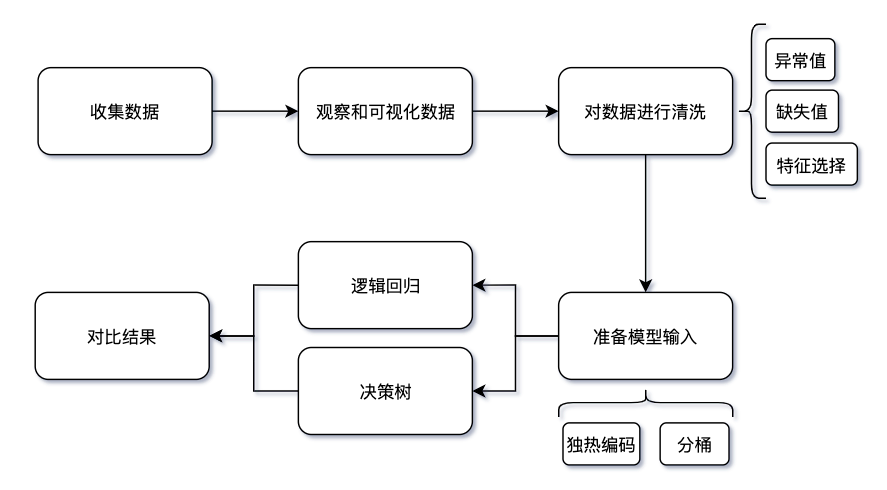 收集数据
观察和可视化数据
对数据进行清洗
异常值
缺失值
特征选择
逻辑回归
对比结果
准备模型输入
决策树
独热编码
分桶